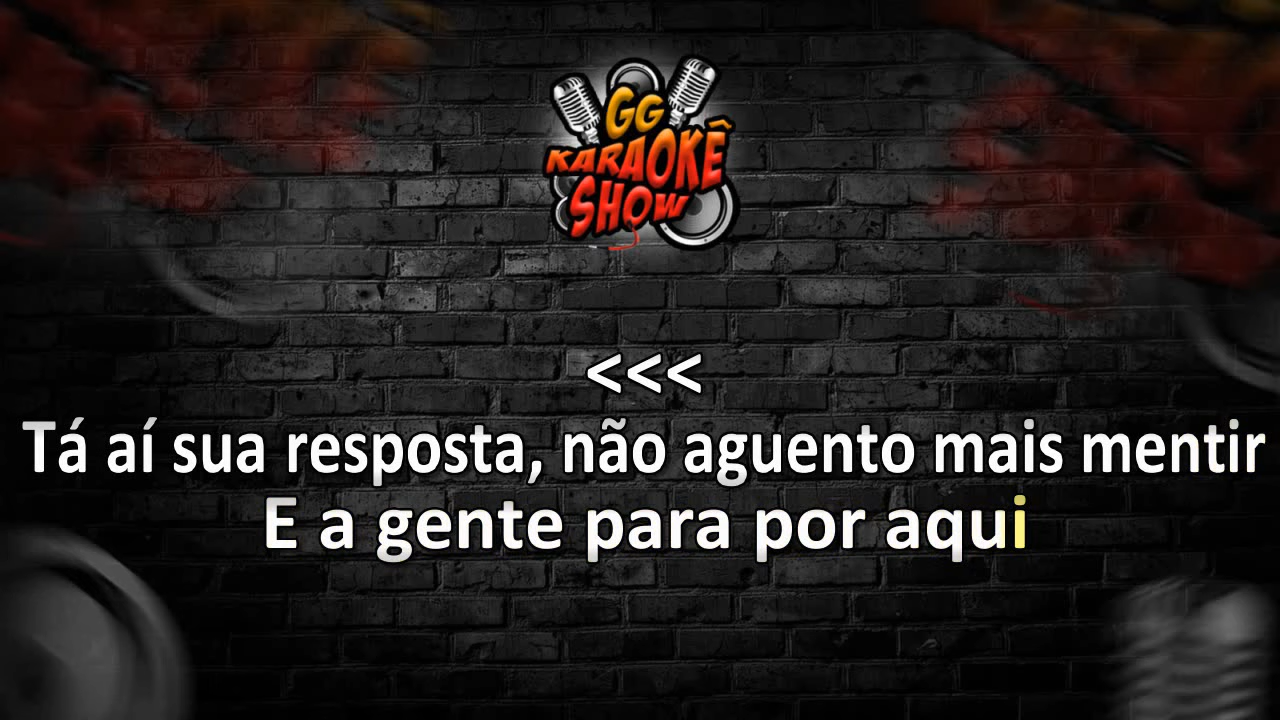 GG
KARAOKÊ
SHOW
<<<
Tá aí sua resposta, não aguento mais mentir
E a gente para por aqui